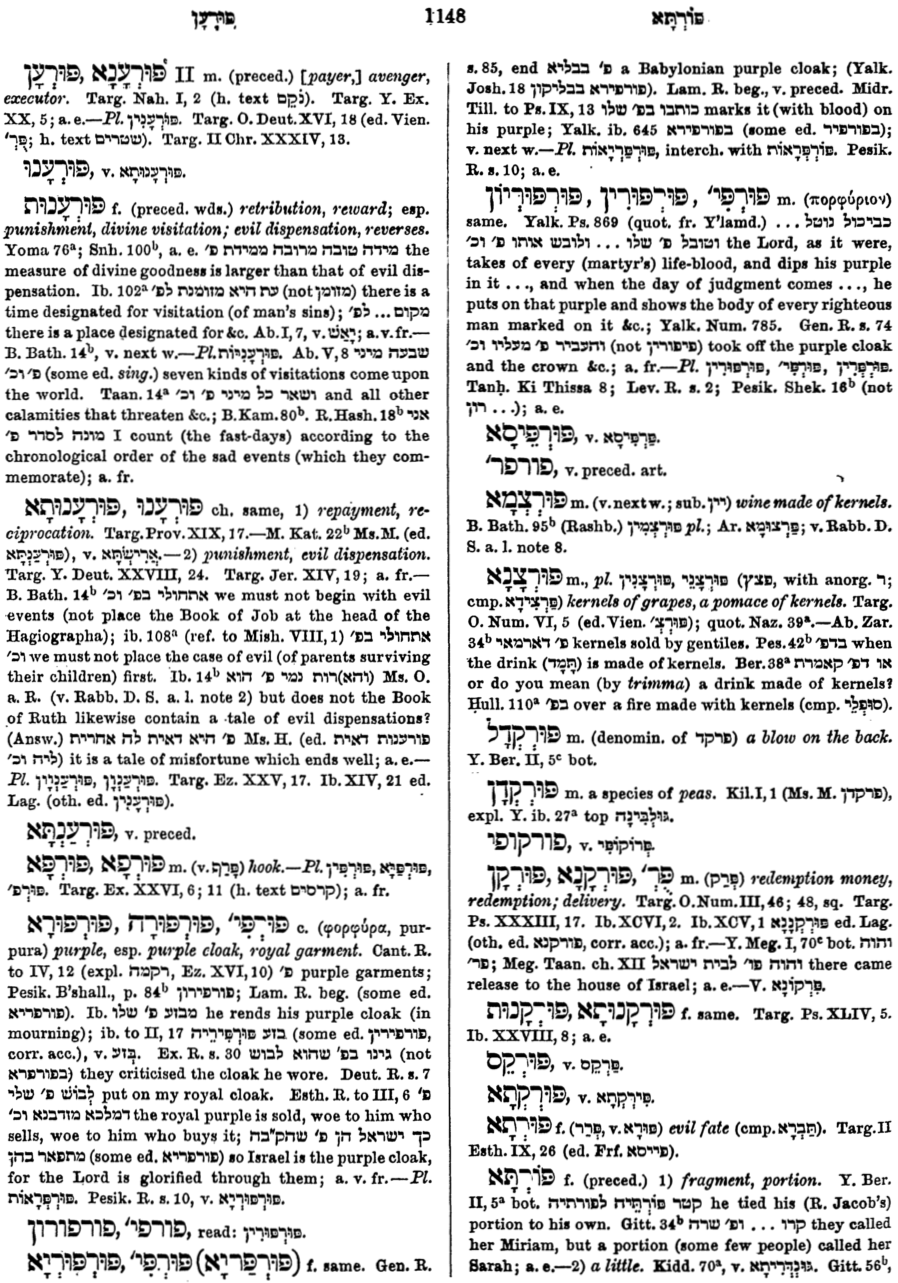 פּוּרְעָן 1148 פּוֹרְתָּא
פּוּרְעָן, פּוּרְעָנָא II m. (preced.) [payer,] avenger,
executor. Targ. Nah. I, 2 (h. text נֹקֵם). Targ. Y. Ex.
XX, 5; a. e.—Pl. פּוּרְעָנִין. Targ. O. Deut. XVI, 18 (ed. Vien.
פֻּרְ׳; h. text שוטרים). Targ. II Chr. XXXIV, 13.
פּוּרְעָנוּ, v. פּוּרְעָנוּתָא.
פּוּרְעָנוּת f. (preced. wds.) retribution, reward; esp.
punishment, divine visitation; evil dispensation, reverses.
Yoma 76ᵃ; Snh. 100ᵇ, a. e. מידה טובה מרובה ממידת פ׳ the
measure of divine goodness is larger than that of evil dis-
pensation. Ib. 102ᵃ עת היא מזומנת לפ׳ (not מזומן) there is a
time designated for visitation (of man's sins); מקום... לפ׳
there is a place designated for &c. Ab. I, 7, v. יָאַשׁ; a. v. fr.—
B. Bath. 14ᵇ, v. next w.—Pl. פּוּרְעָנִיּוֹת. Ab. V, 8 שבעה מיני
פ׳ וכ׳ (some ed. sing.) seven kinds of visitations come upon
the world. Taan. 14ᵃ ושאר כל מיני פ׳ וכ׳ and all other
calamities that threaten &c.; B. Kam. 80ᵇ. R. Hash. 18ᵇ אני
מונה לסדר פ׳ I count (the fast-days) according to the
chronological order of the sad events (which they com-
memorate); a. fr.
פּוּרְעָנוּ, פּוּרְעָנוּתָא ch. same, 1) repayment, re-
ciprocation. Targ. Prov. XIX, 17.—M. Kat. 22ᵇ Ms. M. (ed.
פּוּרְעַנְתָּא), v. אֲרִישְׁתָּא.—2) punishment, evil dispensation.
Targ. Y. Deut. XXVIII, 24. Targ. Jer. XIV, 19; a. fr.—
B. Bath. 14ᵇ אתחולי בפ׳ וכ׳ we must not begin with evil
events (not place the Book of Job at the head of the
Hagiographa); ib. 108ᵃ (ref. to Mish. VIII, 1) אתחולי בפ׳
וכ׳ we must not place the case of evil (of parents surviving
their children) first. Ib. 14ᵇ (והא)רות נמי פ׳ הוא Ms. O.
a. R. (v. Rabb. D. S. a. l. note 2) but does not the Book
of Ruth likewise contain a tale of evil dispensations?
(Answ.) פ׳ היא דאית לה אחרית Ms. H. (ed. פורענות דאית
ליה וכ׳) it is a tale of misfortune which ends well; a. e.—
Pl. פּוּרְעָנְוָן, פּוּרְעַנְיָין. Targ. Ez. XXV, 17. Ib. XIV, 21 ed.
Lag. (oth. ed. פּוּרְעָנִין).
פּוּרְעַנְתָּא, v. preced.
פּוּרְפָא, פּוּרְפָּא m. (v. פָּרַף) hook.—Pl. פּוּרְפִין, פּוּרְפַיָּא,
פּוּרְפֵ׳. Targ. Ex. XXVI, 6; 11 (h. text קרסים); a. fr.
פּוּרְפִי׳, פּוּרְפּוּרָה, פּוּרְפּוּרָא c. (φορφύρα, pur-
pura) purple, esp. purple cloak, royal garment. Cant. R.
to IV, 12 (expl. רקמה, Ez. XVI, 10) פ׳ purple garments;
Pesik. B'shall., p. 84ᵇ פורפירון; Lam. R. beg. (some ed.
פורפריא). Ib. מבזע פ׳ שלו he rends his purple cloak (in
mourning); ib. to II, 17 בזע פּוּרְפִּירֵיהּ (some ed. פורפירין,
corr. acc.), v. בְּזַע. Ex. R. s. 30 גינו בפ׳ שהוא לבוש (not
בפורפרא) they criticised the cloak he wore. Deut. R. s. 7
לְבוֹשׁ פ׳ שלי put on my royal cloak. Esth. R. to III, 6 פ׳
דמלכא מזדבנא וכ׳ the royal purple is sold, woe to him who
sells, woe to him who buys it; כך ישראל הן פ׳ שהקב״ה
מתפאר בהן (some ed. פורפריא) so Israel is the purple cloak,
for the Lord is glorified through them; a. v. fr.—Pl.
פּוּרְפְּרָאוֹת. Pesik. R. s. 10, v. פּוּרְפּוּרְיָא.
פורפי׳, פורפורון, read: פּוּרְפּוּרִין.
פּוּרְפִּי׳, פּוּרְפּוּרְיָא (פּוּרְפַּרְיָא) f. same. Gen. R.
s. 85, end פ׳ בבליא a Babylonian purple cloak; (Yalk.
Josh. 18 פורפירא בבליקון). Lam. R. beg., v. preced. Midr.
Till. to Ps. IX, 13 כותבו בפ׳ שלו marks it (with blood) on
his purple; Yalk. ib. 645 בפורפירא (some ed. בפורפיר);
v. next w.—Pl. פּוּרְפַּרְיָאוֹת, interch. with פּוּרְפְּרָאוֹת. Pesik.
R. s. 10; a. e.
פּוּרְפִי׳, פּוּרְפּוּרִין, פּוּרְפּוּרְיוֹן m. (πορφύριον)
same. Yalk. Ps. 869 (quot. fr. Y'lamd.) כביכול נוטל ...
וטובל פ׳ שלו ... ולובש אותו פ׳ וכ׳ the Lord, as it were,
takes of every (martyr's) life-blood, and dips his purple
in it ..., and when the day of judgment comes ..., he
puts on that purple and shows the body of every righteous
man marked on it &c.; Yalk. Num. 785. Gen. R. s. 74
והעביר פ׳ מעליו וכ׳ (not פיפורין) took off the purple cloak
and the crown &c.; a. fr.—Pl. פּוּרְפְּרִין, פּוּרְפִּי׳, פּוּרְפּוּרִין.
Tanḥ. Ki Thissa 8; Lev. R. s. 2; Pesik. Shek. 16ᵇ (not
...רון); a. e.
פּוּרְפֵּיסָא, v. פַּרְפִּיסָא.
פורפר׳, v. preced. art.
פּוּרְצְמָא m. (v. next w.; sub. יין) wine made of kernels.
B. Bath. 95ᵇ (Rashb.) פורצמין pl.; Ar. פַּרְצוּמָא; v. Rabb. D.
S. a. l. note 8.
פּוּרְצָנָא m., pl. פּוּרְצָנִין, פּוּרְצָנֵי (פצץ, with anorg. ר;
cmp. פַּרְצִידָא) kernels of grapes, a pomace of kernels. Targ.
O. Num. VI, 5 (ed. Vien. פּוּרְצְ׳); quot. Naz. 39ᵃ.—Ab. Zar.
34ᵇ פ׳ דארמאי kernels sold by gentiles. Pes. 42ᵇ בדפ׳ when
the drink (תְּמָד) is made of kernels. Ber. 38ᵃ או דפ׳ קאמרת
or do you mean (by trimma) a drink made of kernels?
Ḥull. 110ᵃ בפ׳ over a fire made with kernels (cmp. סוּפְלֵי).
פּוּרְקְדָל m. (denomin. of פרקד) a blow on the back.
Y. Ber. II, 5ᶜ bot.
פּוּרְקְדָן m. a species of peas. Kil. I, 1 (Ms. M. פרקדן),
expl. Y. ib. 27ᵃ top גּוּלְבִּינָה.
פורקופי, v. פְּרוֹקוֹפֵּי.
פֻּרְ׳, פּוּרְקָנָא, פּוּרְקָן m. (פְּרַק) redemption money,
redemption; delivery. Targ. O. Num. III, 46; 48, sq. Targ.
Ps. XXXIII, 17. Ib. XCVI, 2. Ib. XCV, 1 פּוּרְקָנָנָא ed. Lag.
(oth. ed. פורקנא, corr. acc.); a. fr.—Y. Meg. I, 70ᶜ bot. והוה
פר׳; Meg. Taan. ch. XII והוה פו׳ לבית ישראל there came
release to the house of Israel; a. e.—V. פִּרְקוֹנָא.
פּוּרְקָנוּת, פּוּרְקָנוּתָא f. same. Targ. Ps. XLIV, 5.
Ib. XXVIII, 8; a. e.
פּוּרְקֵס, v. פַּרְקֵס.
פּוּרְקְתָא, v. פִּירְקְתָא.
פּוּרְתָא f. (פְּרַר, v. פּוּרָא) evil fate (cmp. תַּבְרָא). Targ. II
Esth. IX, 26 (ed. Frf. פייסא).
פּוֹרְתָּא f. (preced.) 1) fragment, portion. Y. Ber.
II, 5ᵃ bot. קטר פּוֹרְתֵּיהּ לפורתיה he tied his (R. Jacob's)
portion to his own. Gitt. 34ᵇ קרו ... ופ׳ שרה they called
her Miriam, but a portion (some few people) called her
Sarah; a. e.—2) a little. Kidd. 70ᵃ, v. גּוּנְדְּרִיתָא. Gitt. 56ᵇ,